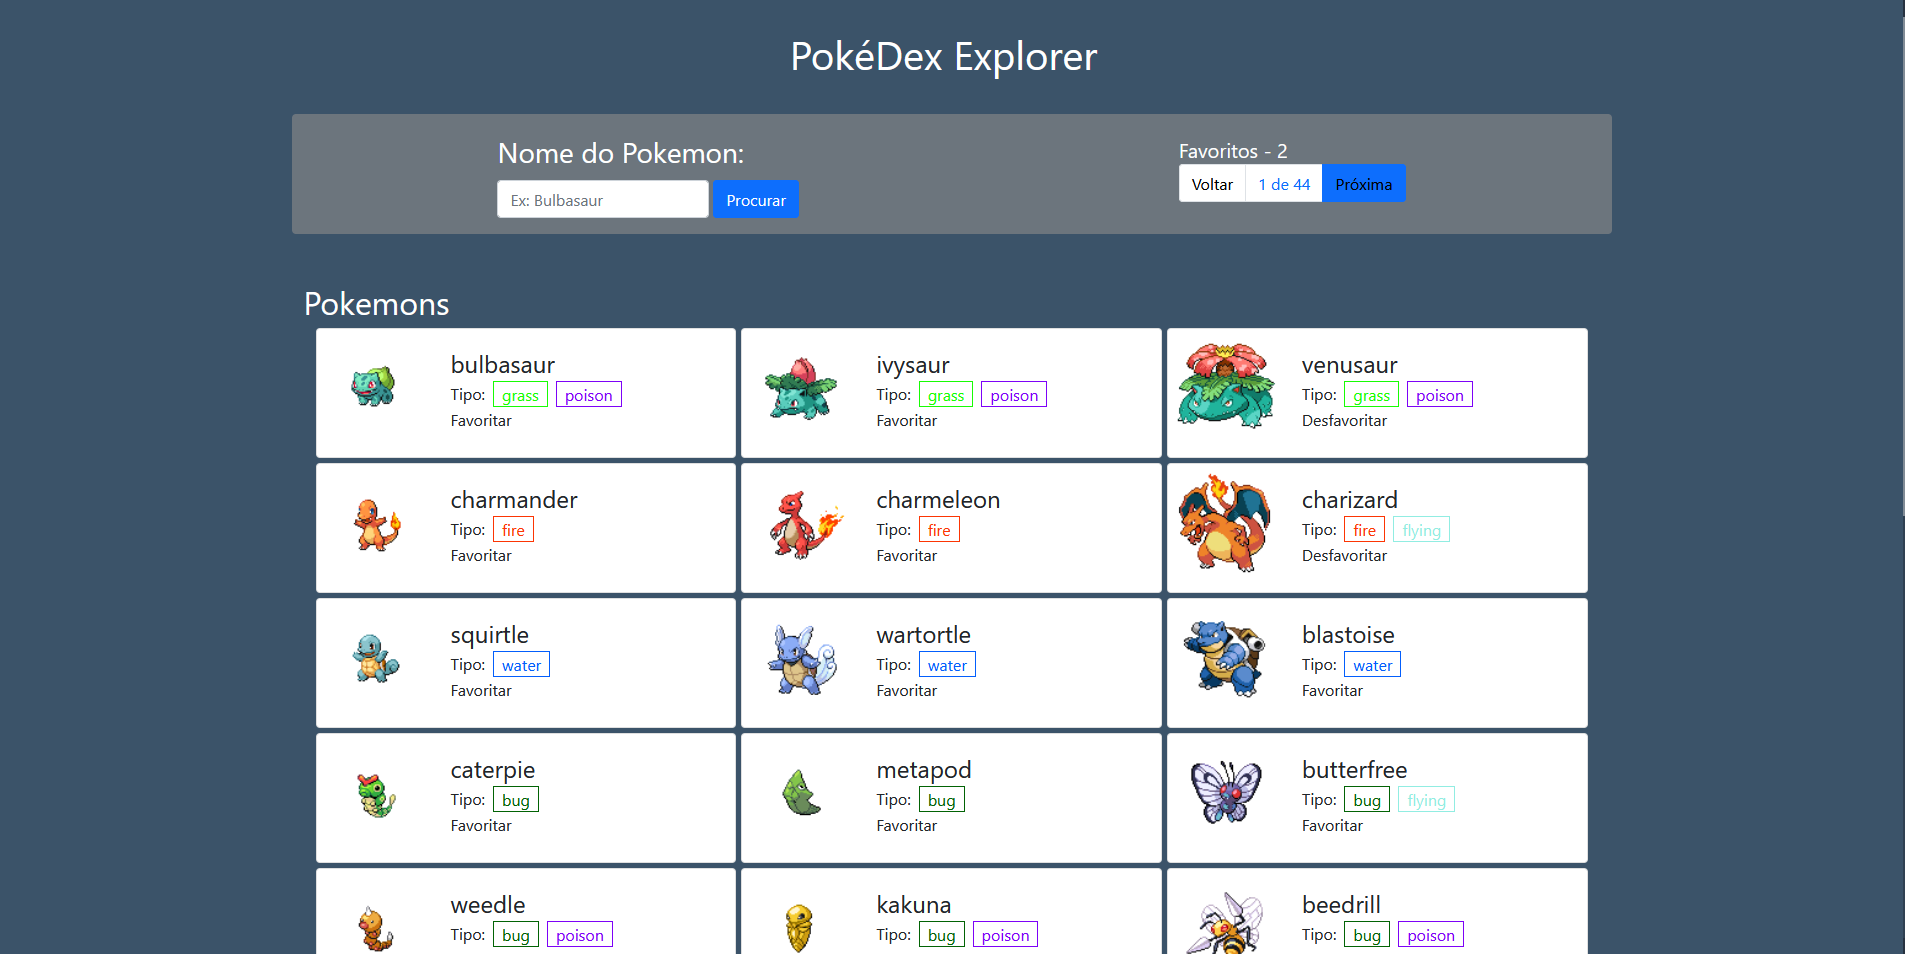 PokéDex Explorer
Nome do Pokemon:
Ex: Bulbasaur
Procurar
Favoritos - 2
Voltar 1 de 44 Próxima
Pokemons
bulbasaur
Tipo: grass poison
Favoritar
ivysaur
Tipo: grass poison
Favoritar
venusaur
Tipo: grass poison
Desfavoritar
charmander
Tipo: fire
Favoritar
charmeleon
Tipo: fire
Favoritar
charizard
Tipo: fire flying
Desfavoritar
squirtle
Tipo: water
Favoritar
wartortle
Tipo: water
Favoritar
blastoise
Tipo: water
Favoritar
caterpie
Tipo: bug
Favoritar
metapod
Tipo: bug
Favoritar
butterfree
Tipo: bug flying
Favoritar
weedle
Tipo: bug poison
kakuna
Tipo: bug poison
beedrill
Tipo: bug poison